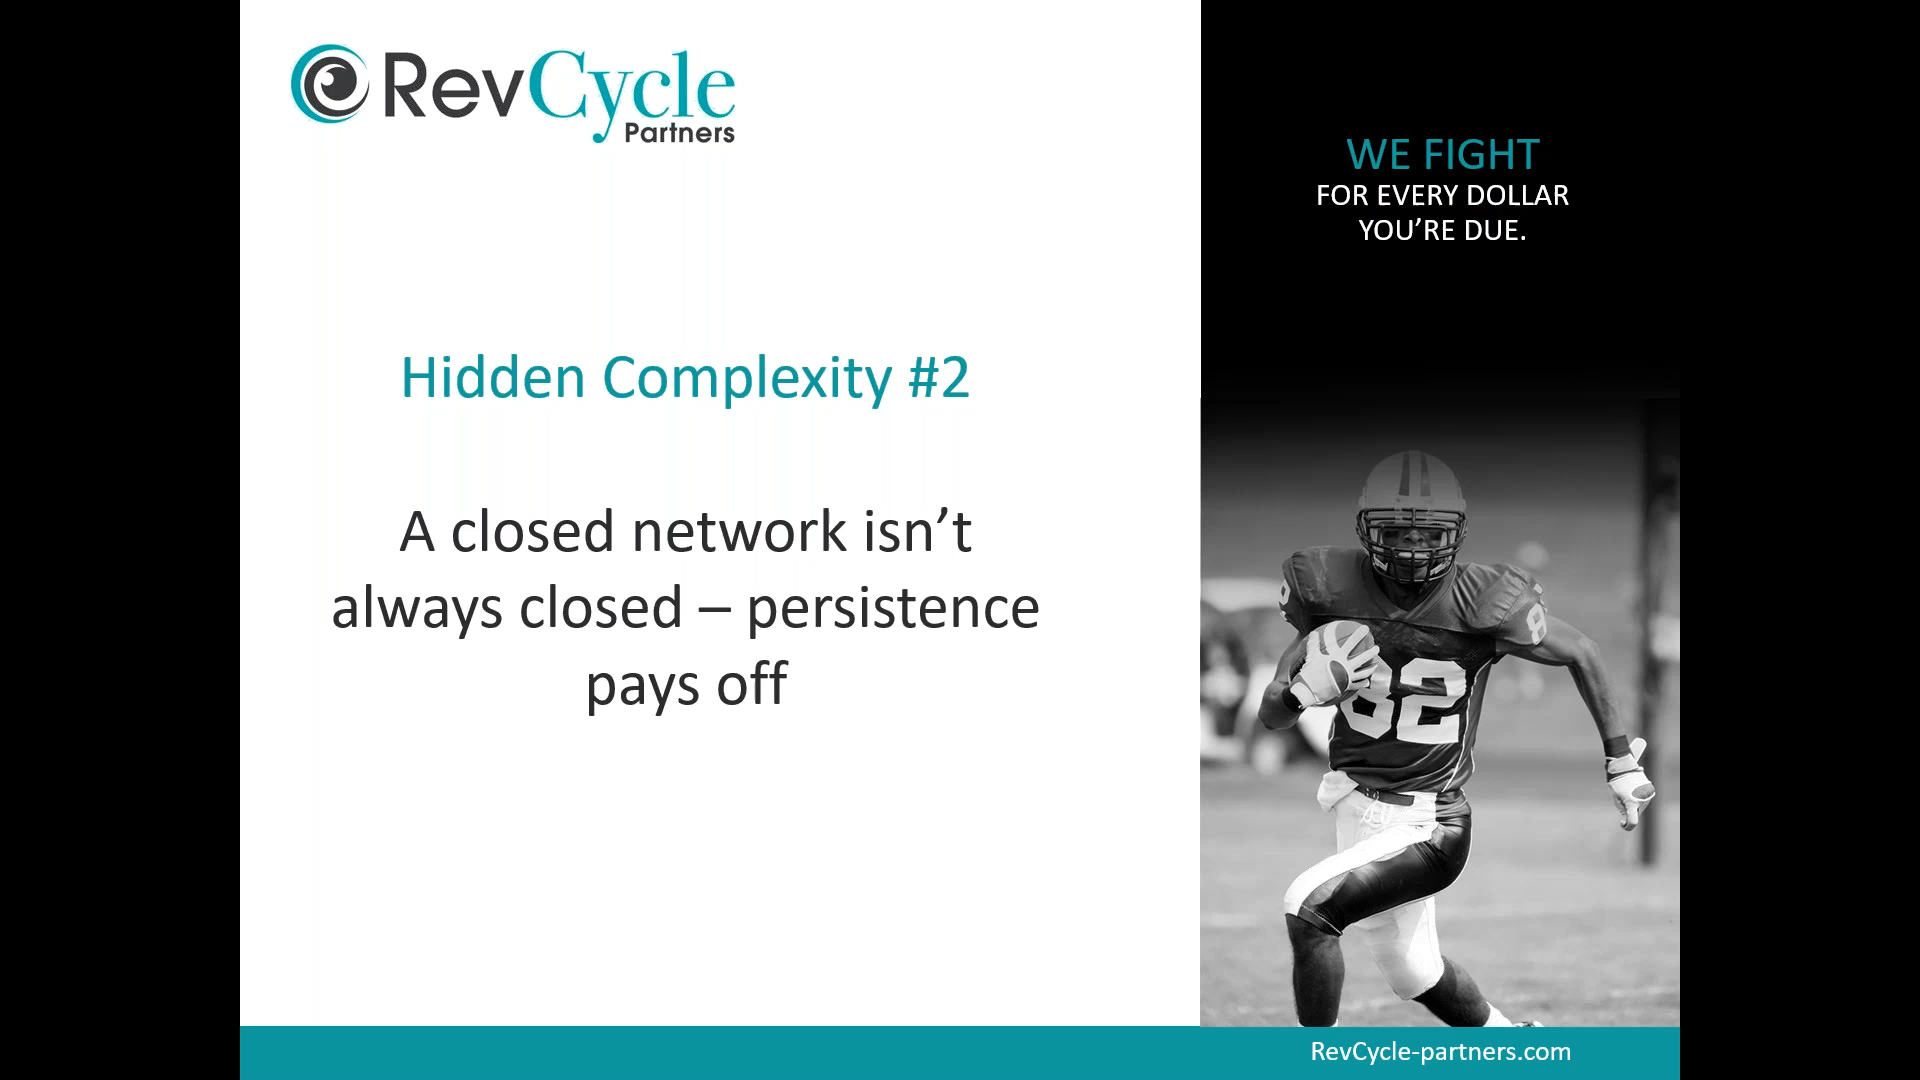 RevCycle
Partners
WE FIGHT
FOR EVERY DOLLAR
YOU’RE DUE.
Hidden Complexity #2
A closed network isn’t
always closed – persistence
pays off
82
RevCycle-partners.com